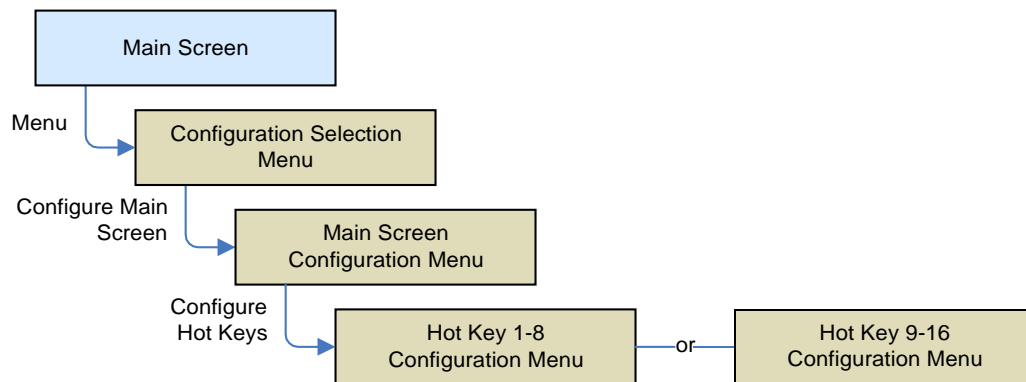 Main Screen
Menu
Configuration Selection
Menu
Configure Main
Screen
Main Screen
Configuration Menu
Configure
Hot Keys
Hot Key 1-8
Configuration Menu
or
Hot Key 9-16
Configuration Menu